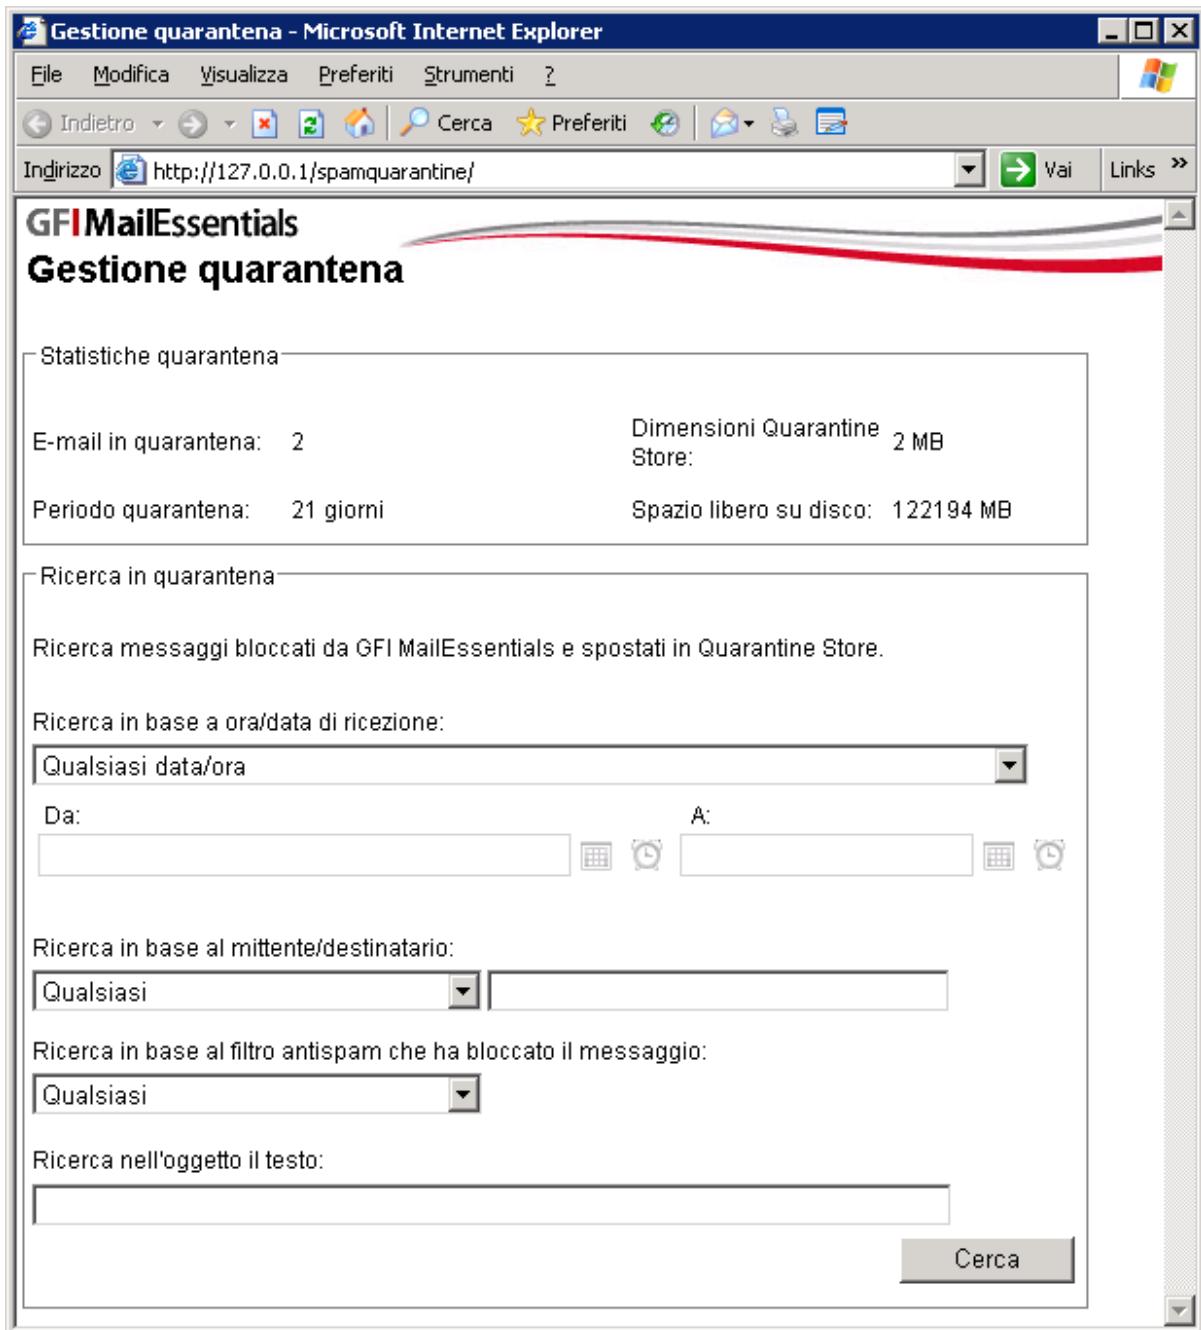 Gestione quarantena - Microsoft Internet Explorer
File Modifica Visualizza Preferiti Strumenti ?
Indietro Cerca Preferiti
Indirizzo http://127.0.0.1/spamquarantine/ Vai Links »
GFI MailEssentials
Gestione quarantena
Statistiche quarantena
E-mail in quarantena: 2
Dimensioni Quarantine
Store: 2 MB
Periodo quarantena: 21 giorni
Spazio libero su disco: 122194 MB
Ricerca in quarantena
Ricerca messaggi bloccati da GFI MailEssentials e spostati in Quarantine Store.
Ricerca in base a ora/data di ricezione:
Qualsiasi data/ora
Da: A:
Ricerca in base al mittente/destinatario:
Qualsiasi
Ricerca in base al filtro antispam che ha bloccato il messaggio:
Qualsiasi
Ricerca nell'oggetto il testo:
Cerca